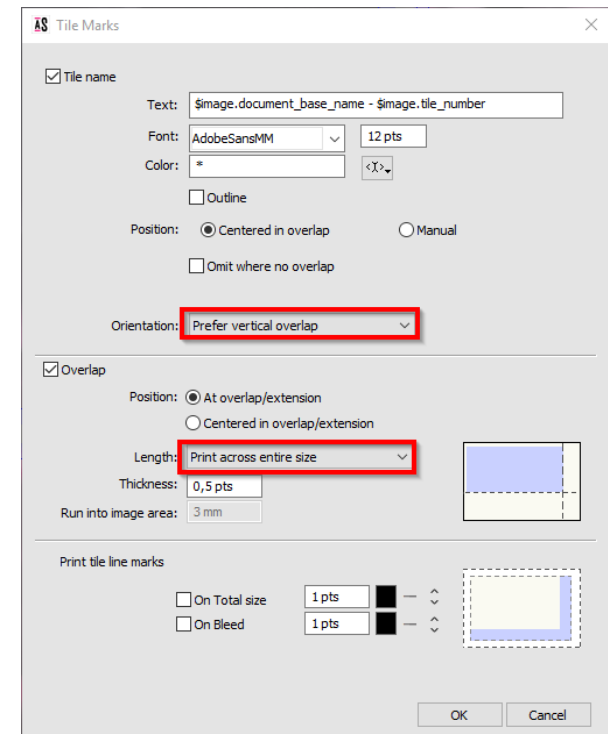 AS Tile Marks
Tile name
Text: $image.document_base_name - $image.tile_number
Font: AdobeSansMM 12 pts
Color: *
Outline
Position: Centered in overlap Manual
Omit where no overlap
Orientation: Prefer vertical overlap
Overlap
Position: At overlap/extension
Centered in overlap/extension
Length: Print across entire size
Thickness: 0,5 pts
Run into image area: 3 mm
Print tile line marks
On Total size 1 pts
On Bleed 1 pts
OK Cancel